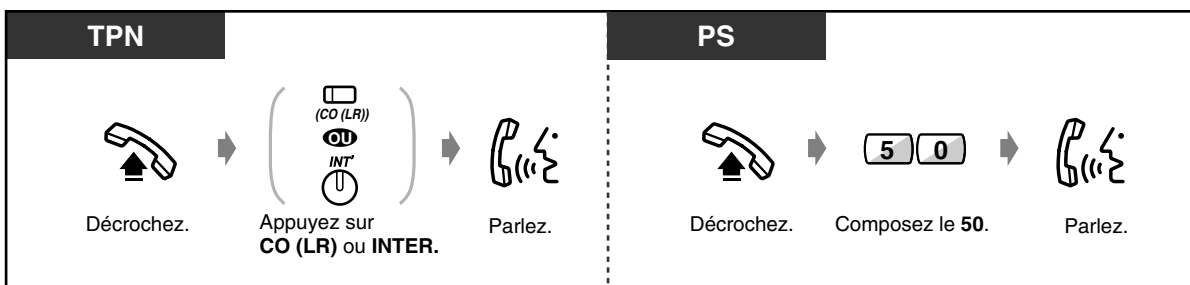 TPN
Décrochez.
(CO (LR))
OU
INT'
Appuyez sur
CO (LR) ou INTER.
Parlez.
PS
Décrochez.
5 0
Composez le 50.
Parlez.